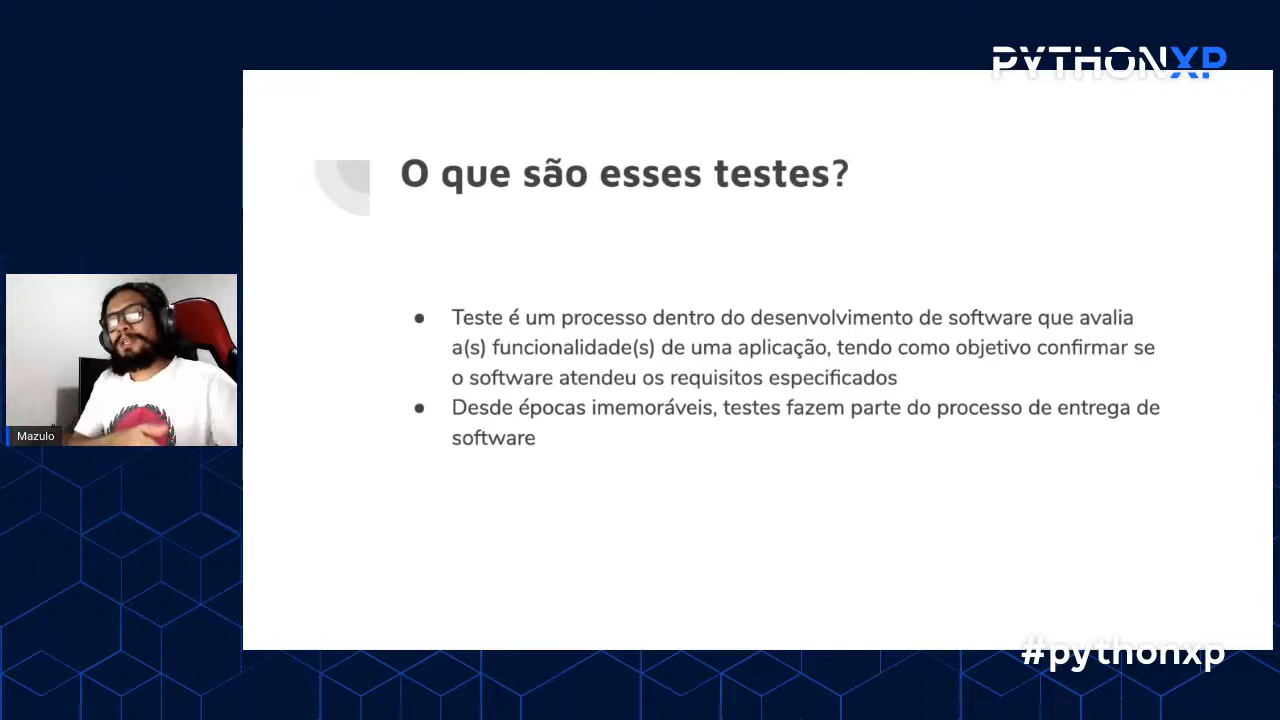 PYTHONXP
O que são esses testes?
● Teste é um processo dentro do desenvolvimento de software que avalia
a(s) funcionalidade(s) de uma aplicação, tendo como objetivo confirmar se
o software atendeu os requisitos especificados
● Desde épocas imemoráveis, testes fazem parte do processo de entrega de
software
Mazulo
#pythonxp